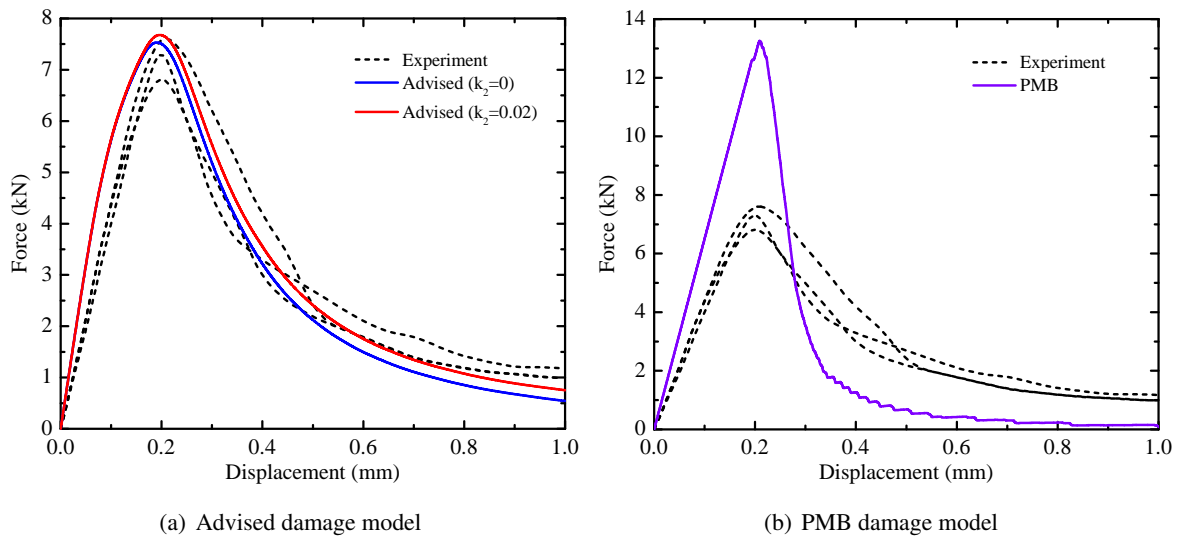 8
7
6
5
4
3
2
1
0
Force (kN)
0.0
0.2
0.4
0.6
0.8
1.0
Displacement (mm)
Experiment
Advised (k2=0)
Advised (k2=0.02)
(a) Advised damage model
14
12
10
8
6
4
2
0
Force (kN)
0.0
0.2
0.4
0.6
0.8
1.0
Displacement (mm)
Experiment
PMB
(b) PMB damage model